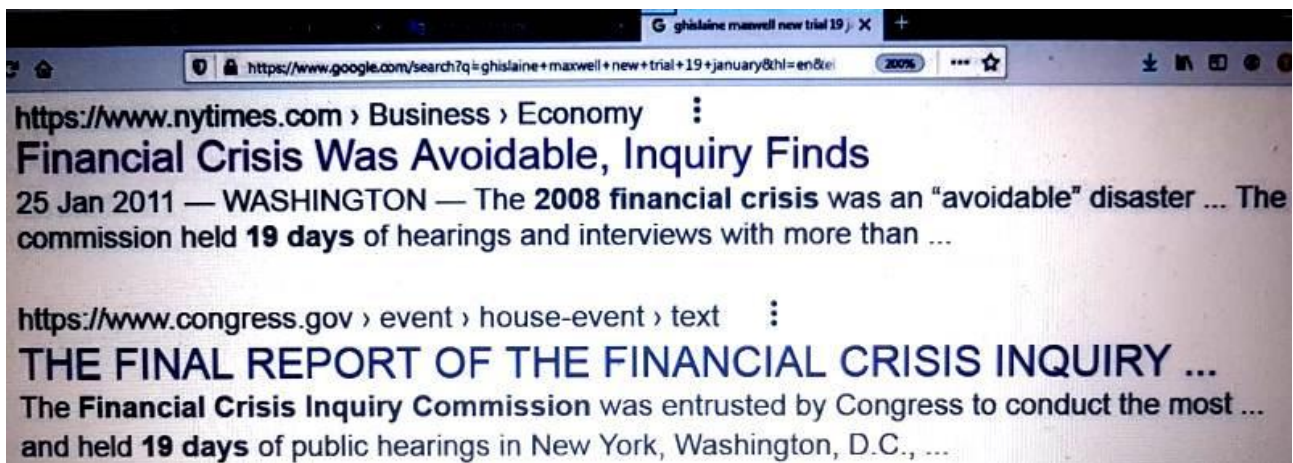 G ghislaine maxwell new trial 19 j
https://www.google.com/search?q=ghislaine+maxwell+new+trial+19+january&hl=en&ei
200%
https://www.nytimes.com › Business › Economy
Financial Crisis Was Avoidable, Inquiry Finds
25 Jan 2011 — WASHINGTON — The 2008 financial crisis was an “avoidable” disaster ... The
commission held 19 days of hearings and interviews with more than ...
https://www.congress.gov › event › house-event › text
THE FINAL REPORT OF THE FINANCIAL CRISIS INQUIRY ...
The Financial Crisis Inquiry Commission was entrusted by Congress to conduct the most ...
and held 19 days of public hearings in New York, Washington, D.C., ...